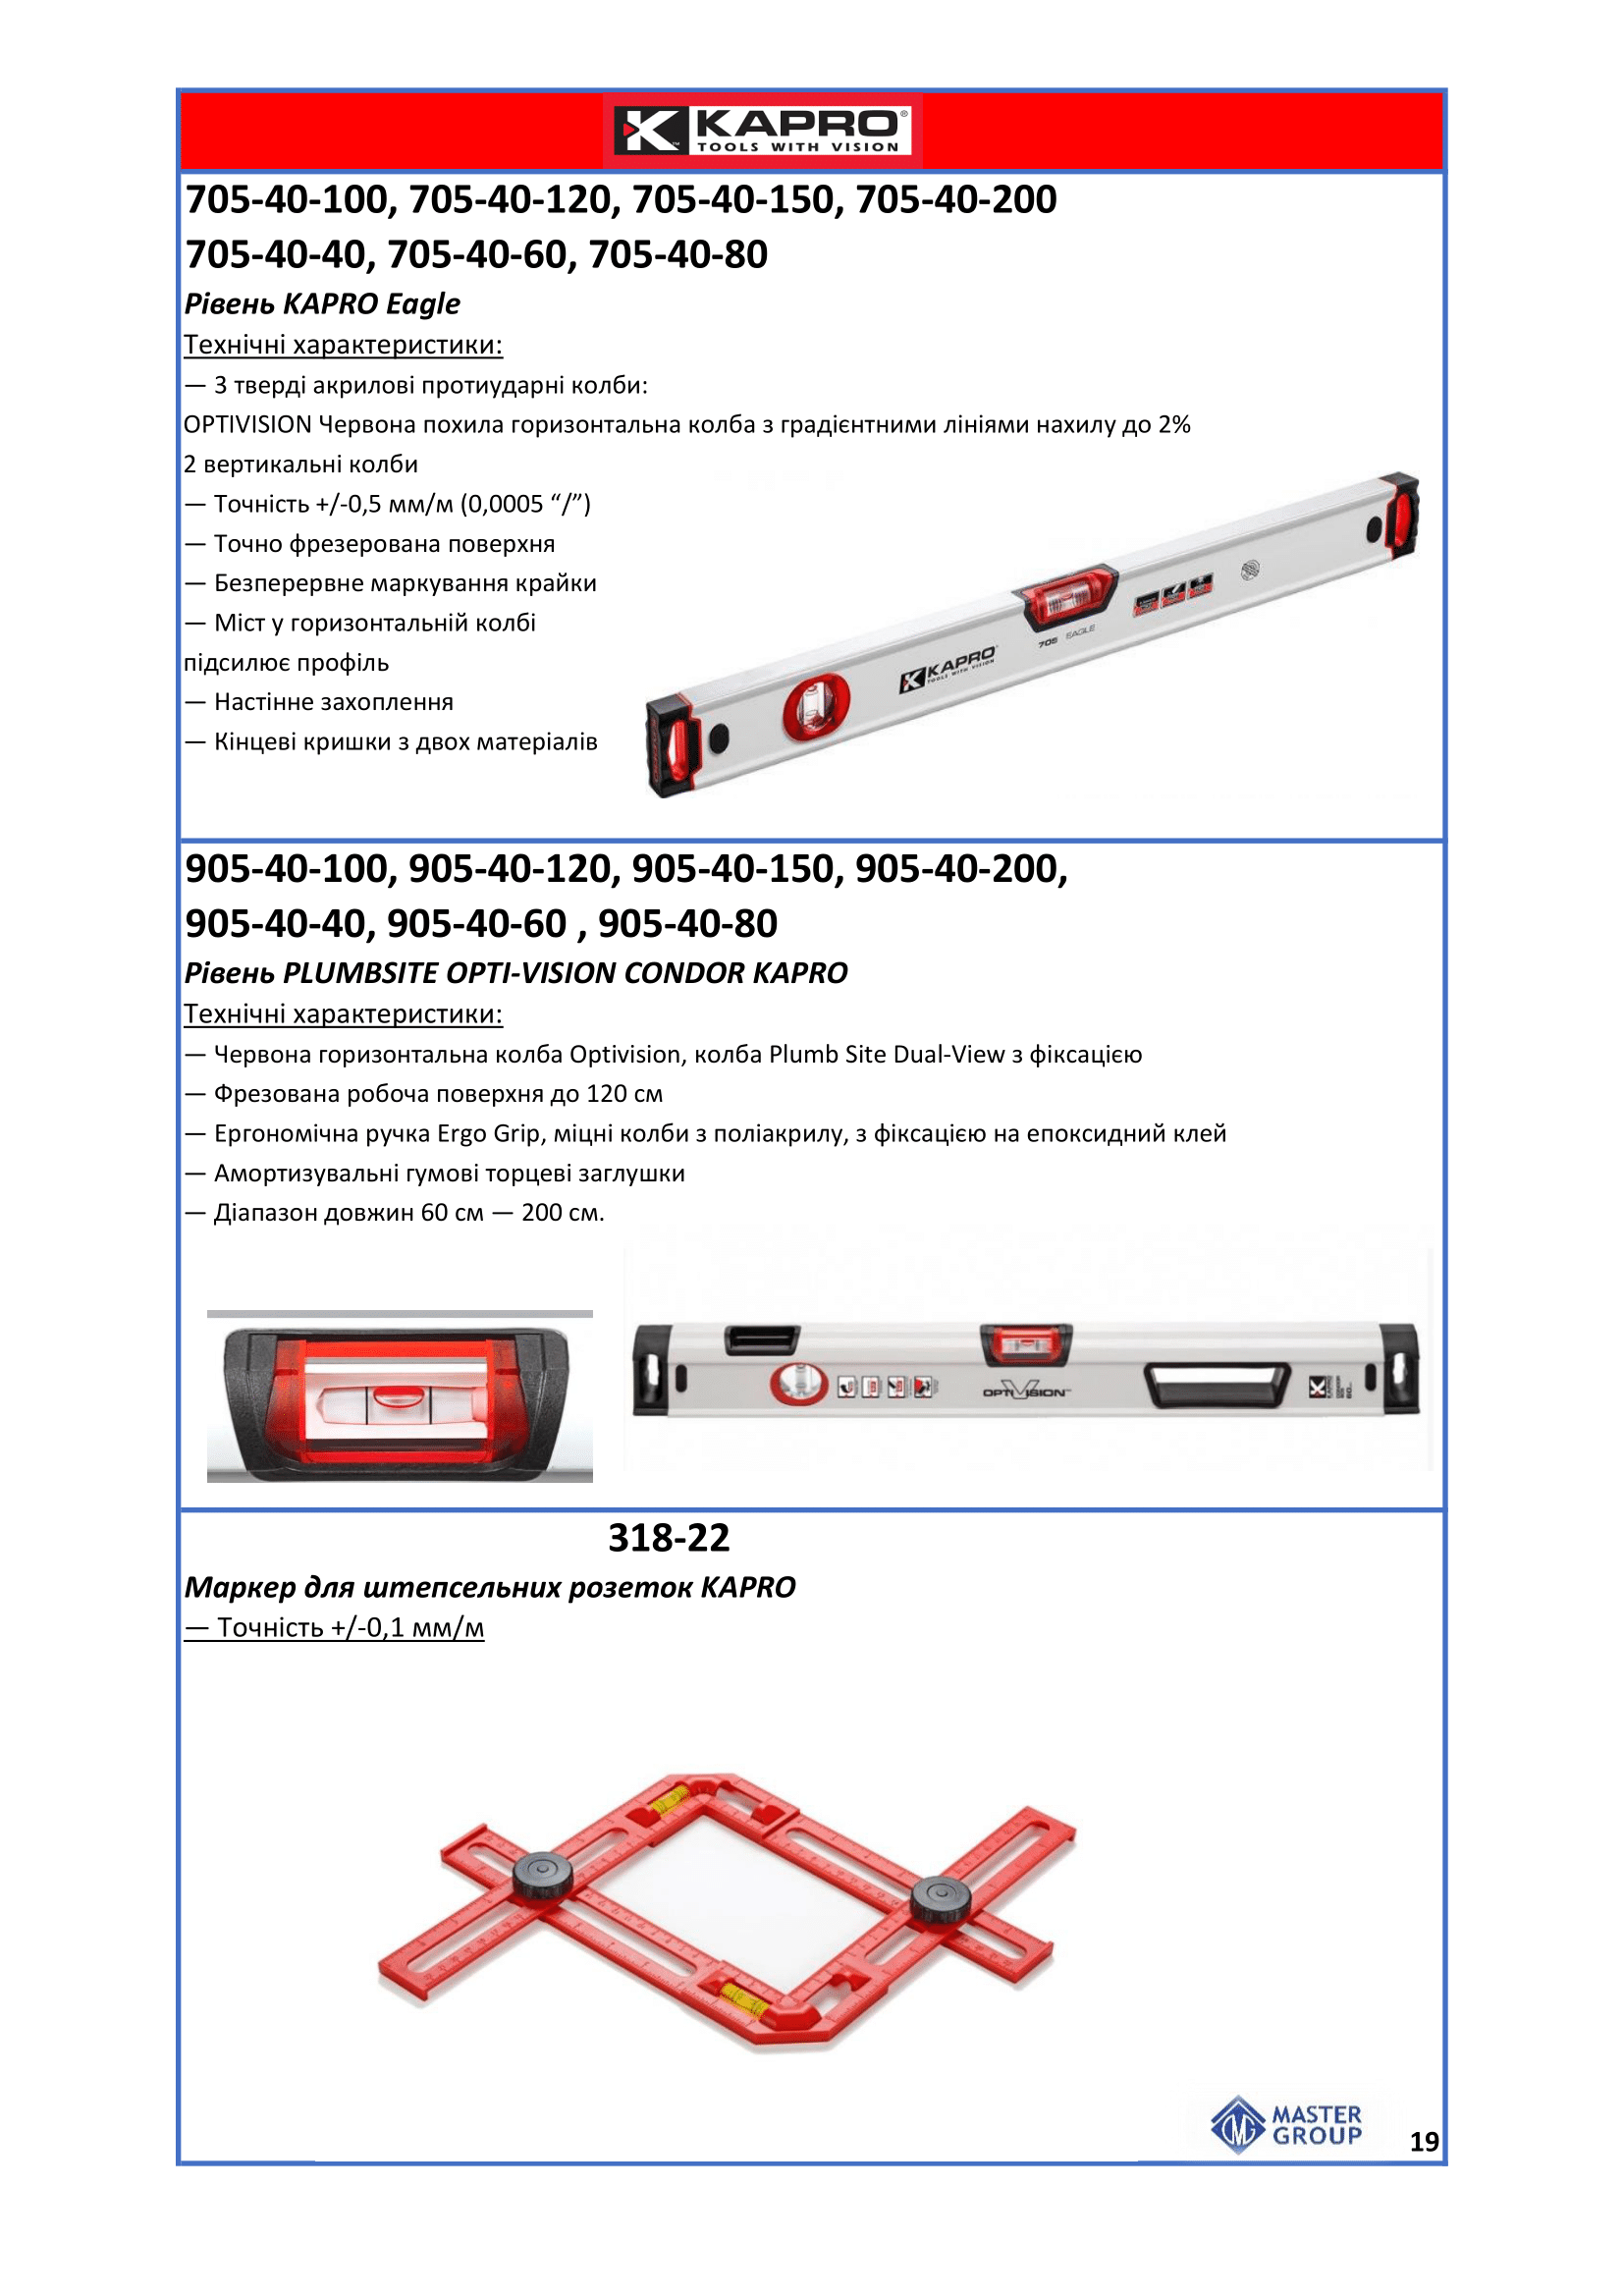 KAPRO®
TOOLS WITH VISION
705-40-100, 705-40-120, 705-40-150, 705-40-200
705-40-40, 705-40-60, 705-40-80
Рівень KAPRO Eagle
Технічні характеристики:
— 3 тверді акрилові протиударні колби:
OPTIVISION Червона похила горизонтальна колба з градієнтними лініями нахилу до 2%
2 вертикальні колби
— Точність +/-0,5 мм/м (0,0005 “/”)
— Точно фрезерована поверхня
— Безперервне маркування крайки
— Міст у горизонтальній колбі
підсилює профіль
— Настінне захоплення
— Кінцеві кришки з двох матеріалів
KAPRO
TOOLS WITH VISION
705 EAGLE
905-40-100, 905-40-120, 905-40-150, 905-40-200,
905-40-40, 905-40-60 , 905-40-80
Рівень PLUMBSITE OPTI-VISION CONDOR KAPRO
Технічні характеристики:
— Червона горизонтальна колба Optivision, колба Plumb Site Dual-View з фіксацією
— Фрезована робоча поверхня до 120 см
— Ергономічна ручка Ergo Grip, міцні колби з поліакрилу, з фіксацією на епоксидний клей
— Амортизувальні гумові торцеві заглушки
— Діапазон довжин 60 см — 200 см.
OPTIVISION™
318-22
Маркер для штепсельних розеток KAPRO
— Точність +/-0,1 мм/м
MASTER
GROUP
19